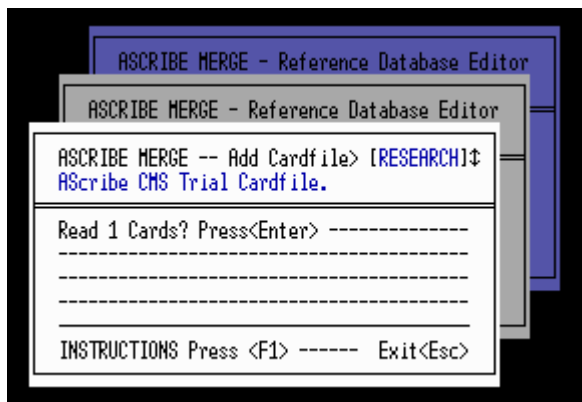 ASCRIBE MERGE - Reference Database Editor
ASCRIBE MERGE - Reference Database Editor
ASCRIBE MERGE -- Add Cardfile> [RESEARCH]↕
AScribe CMS Trial Cardfile.
Read 1 Cards? Press<Enter> --------------
-----------------------------------------
-----------------------------------------
-----------------------------------------
INSTRUCTIONS Press <F1> ------ Exit<Esc>